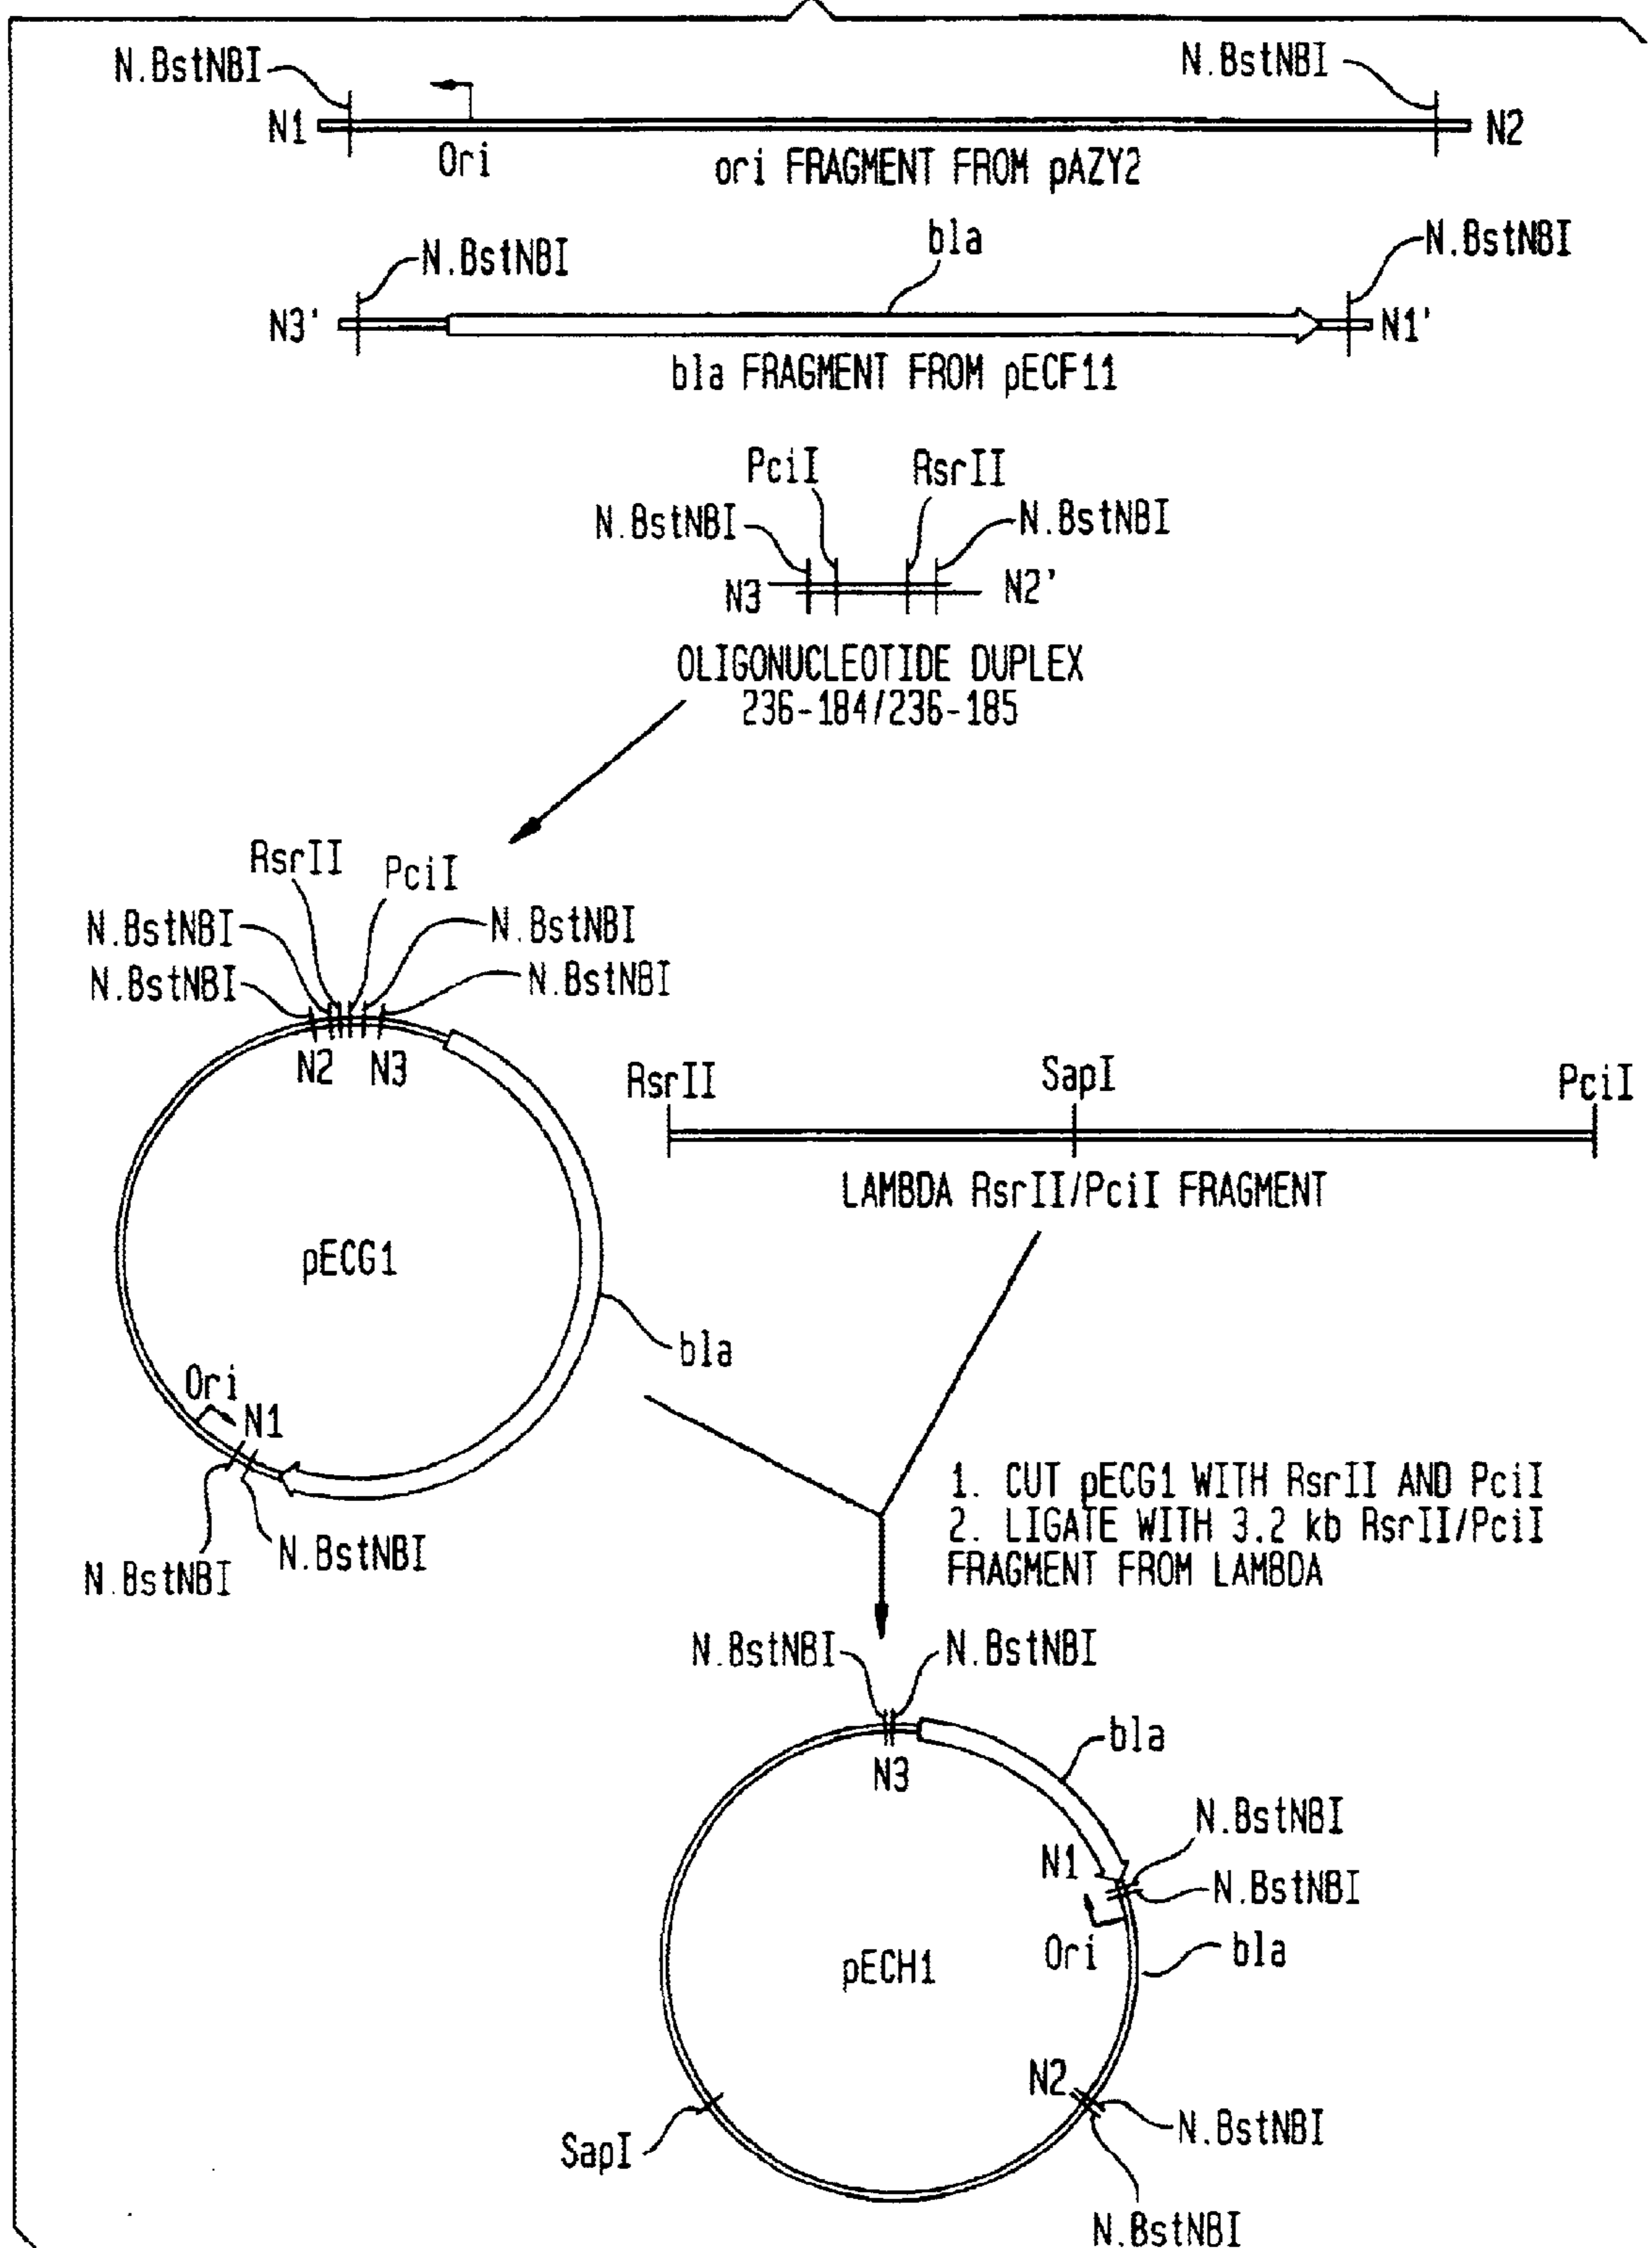 N.BstNBI
N.BstNBI
N1
N2
Ori
ori FRAGMENT FROM pAZY2
bla
N.BstNBI
N.BstNBI
N3'
N1'
bla FRAGMENT FROM pECF11
PciI
RsrII
N.BstNBI
N.BstNBI
N3
N2'
OLIGONUCLEOTIDE DUPLEX
236-184/236-185
RsrII
PciI
N.BstNBI
N.BstNBI
N.BstNBI
N.BstNBI
N2
N3
RsrII
SapI
PciI
LAMBDA RsrII/PciI FRAGMENT
pECG1
bla
Ori
N1
N.BstNBI
N.BstNBI
1. CUT pECG1 WITH RsrII AND PciI
2. LIGATE WITH 3.2 kb RsrII/PciI
FRAGMENT FROM LAMBDA
N.BstNBI
N.BstNBI
N3
bla
N.BstNBI
N1
N.BstNBI
Ori
bla
pECH1
N2
N.BstNBI
SapI
N.BstNBI